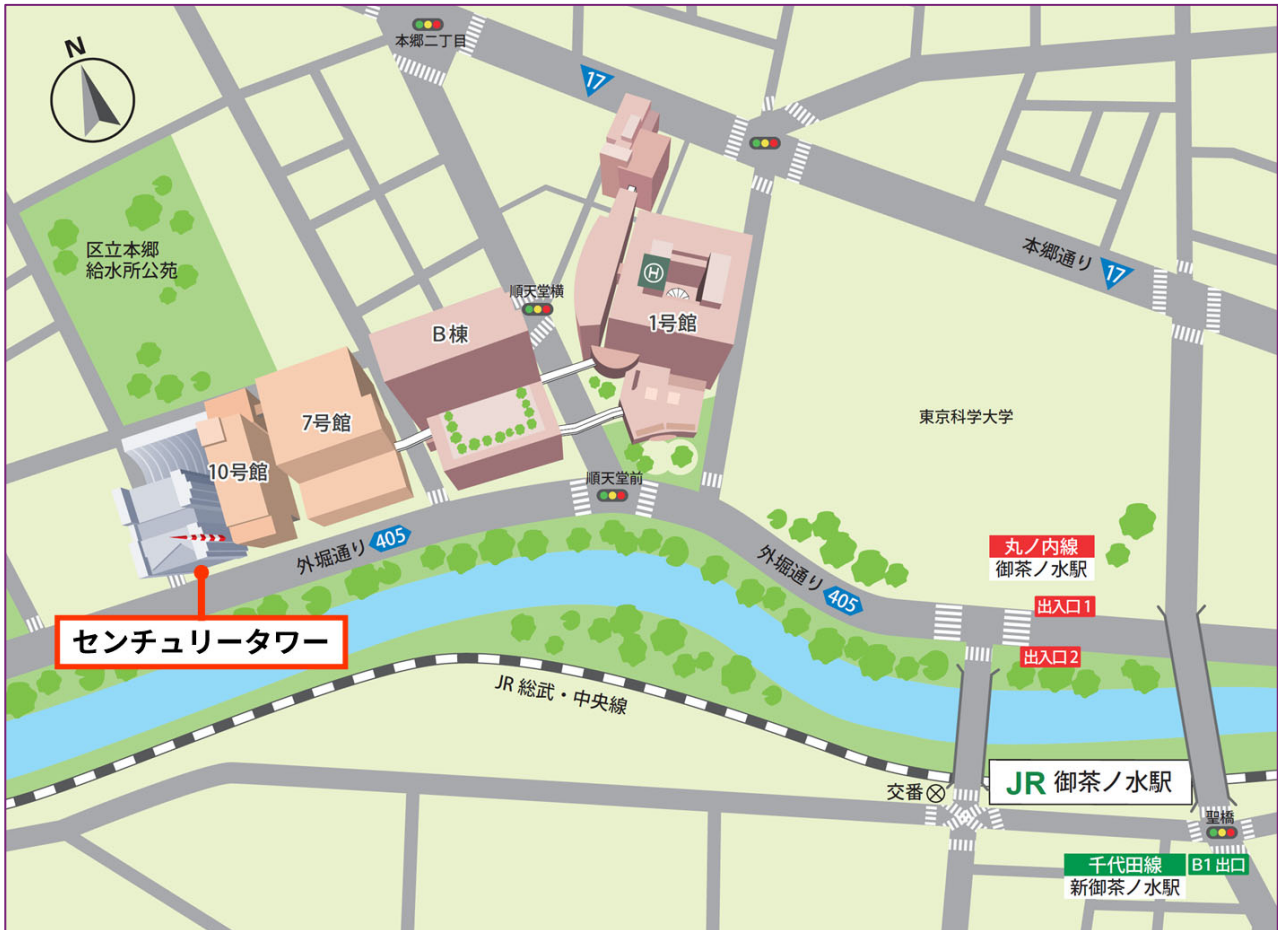 N
本郷二丁目
17
区立本郷
給水所公苑
順天堂横
B棟
H
1号館
本郷通り 17
7号館
10号館
東京科学大学
順天堂前
外堀通り 405
外堀通り 405
丸ノ内線
御茶ノ水駅
出入口1
出入口2
センチュリータワー
JR 総武・中央線
JR 御茶ノ水駅
交番
聖橋
千代田線 B1出口
新御茶ノ水駅